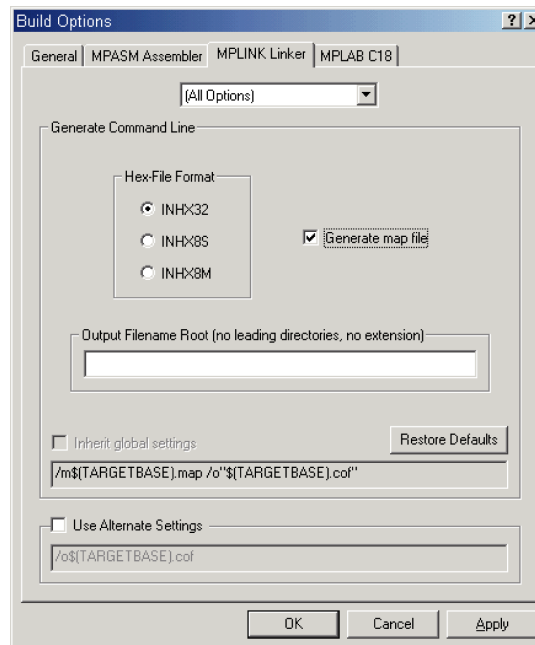 Build Options
General
MPASM Assembler
MPLINK Linker
MPLAB C18
(All Options)
Generate Command Line
Hex-File Format
INHX32
INHX8S
INHX8M
Generate map file
Output Filename Root (no leading directories, no extension)
Inherit global settings
Restore Defaults
/m$(TARGETBASE).map /o"$(TARGETBASE).cof"
Use Alternate Settings
/o$(TARGETBASE).cof
OK
Cancel
Apply